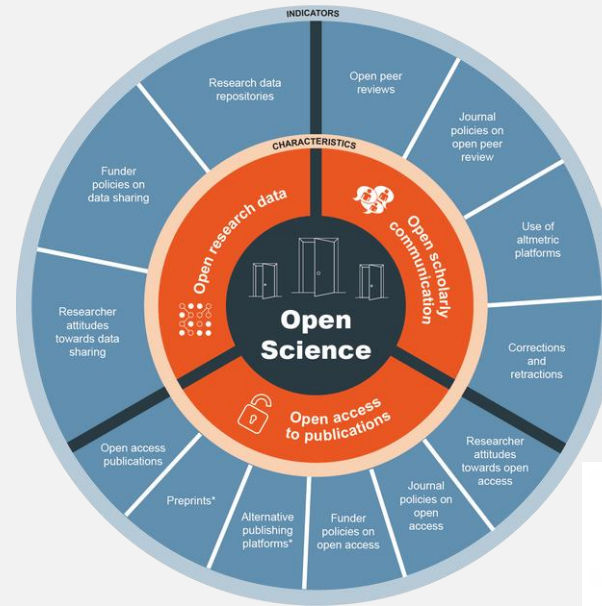 INDICATORS
Research data
repositories
Open peer
reviews
Journal
policies on
open peer
review
Use of
altmetric
platforms
Corrections
and
retractions
Researcher
attitudes
towards open
access
Journal
policies on
open
access
Funder
policies on
open access
Alternative
publishing
platforms*
Preprints*
Open access
publications
Researcher
attitudes
towards data
sharing
Funder
policies on
data sharing
CHARACTERISTICS
Open research data
Open scholarly
communication
Open access
to publications
Open
Science